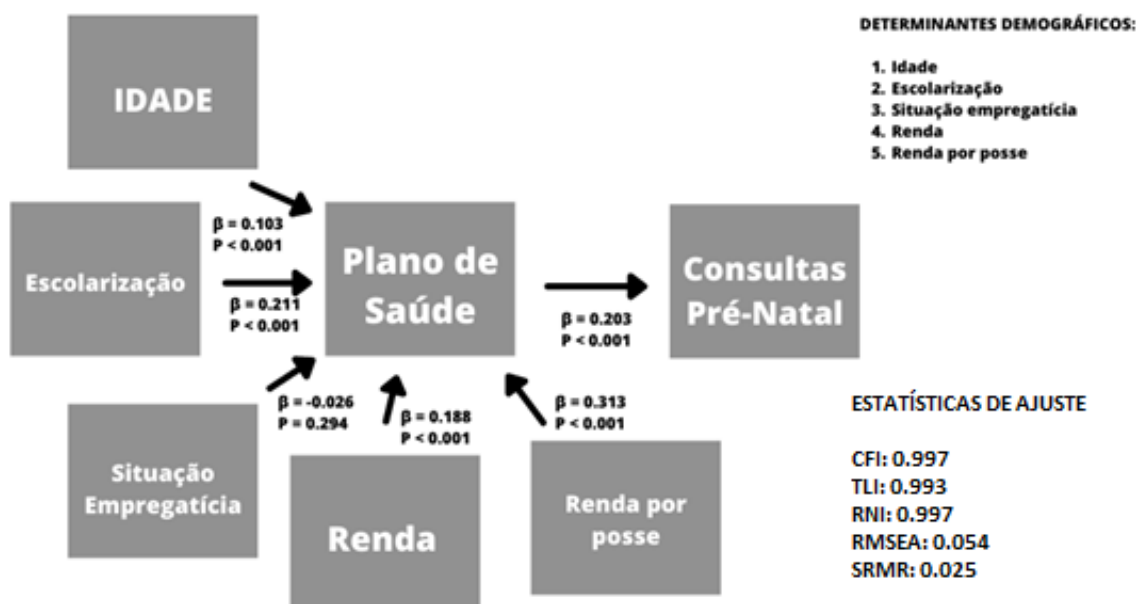 DETERMINANTES DEMOGRÁFICOS:
1. Idade
2. Escolarização
3. Situação empregatícia
4. Renda
5. Renda por posse
IDADE
β = 0.103
P < 0.001
Escolarização
β = 0.211
P < 0.001
Plano de
Saúde
β = 0.203
P < 0.001
Consultas
Pré-Natal
Situação
Empregatícia
β = -0.026
P = 0.294
Renda
β = 0.188
P < 0.001
Renda por
posse
β = 0.313
P < 0.001
ESTATÍSTICAS DE AJUSTE
CFI: 0.997
TLI: 0.993
RNI: 0.997
RMSEA: 0.054
SRMR: 0.025